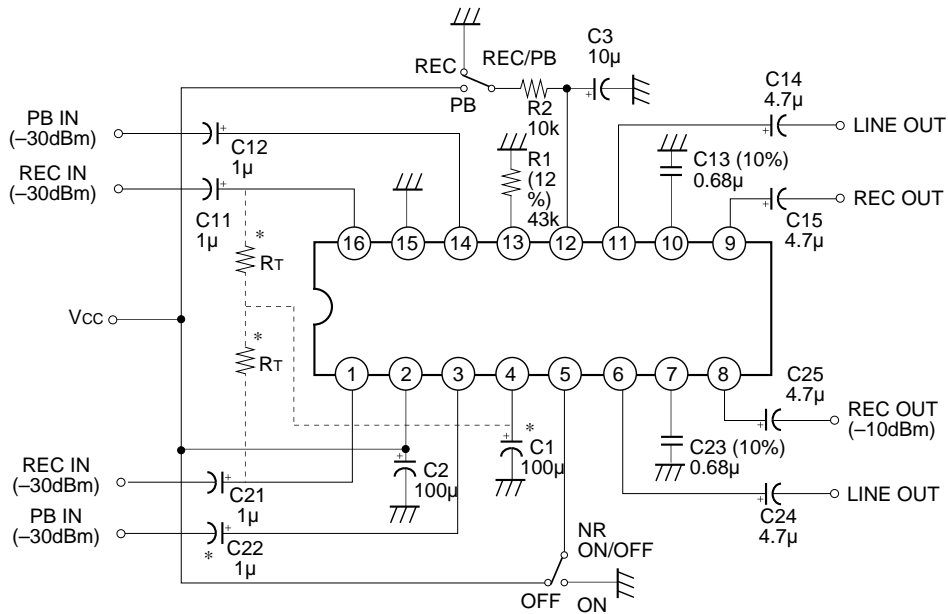 REC
REC/PB
PB
R2
10k
C3
10μ
C14
4.7μ
LINE OUT
PB IN
(–30dBm)
C12
1μ
REC IN
(–30dBm)
C11
1μ
*
RT
R1
(12
%)
43k
C13 (10%)
0.68μ
REC OUT
C15
4.7μ
16
15
14
13
12
11
10
9
VCC
*
RT
1
2
3
4
5
6
7
8
C25
4.7μ
REC OUT
(–10dBm)
*
C1
100μ
C2
100μ
C23 (10%)
0.68μ
REC IN
(–30dBm)
C21
1μ
LINE OUT
C24
4.7μ
PB IN
(–30dBm)
*
C22
1μ
NR
ON/OFF
OFF
ON